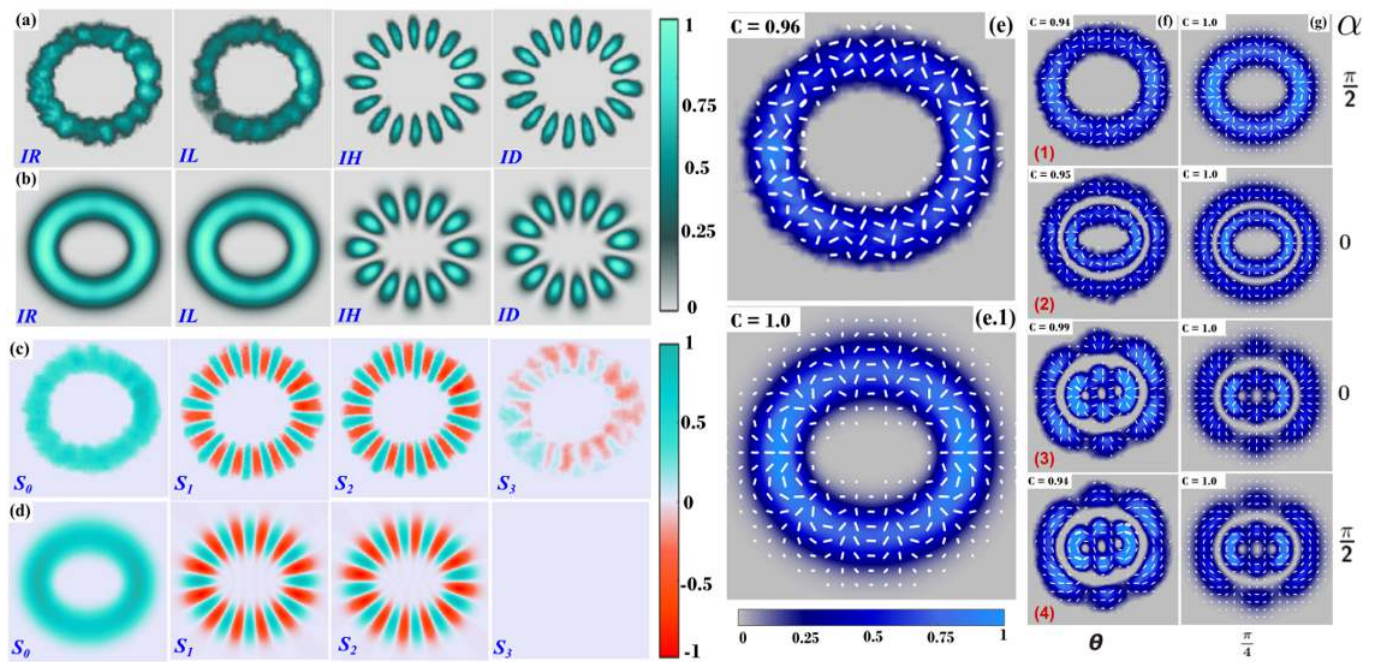 (a)
IR IL IH ID
(b)
IR IL IH ID
1
0.75
0.5
0.25
0
(c)
S0 S1 S2 S3
(d)
S0 S1 S2 S3
1
0.5
0
-0.5
-1
C = 0.96 (e)
C = 1.0 (e.1)
0 0.25 0.5 0.75 1
C = 0.94 (f) C = 1.0 (g) α
(1) π/2
C = 0.95 C = 1.0
(2) 0
C = 0.99 C = 1.0
(3) 0
C = 0.94 C = 1.0
(4) π/2
θ π/4